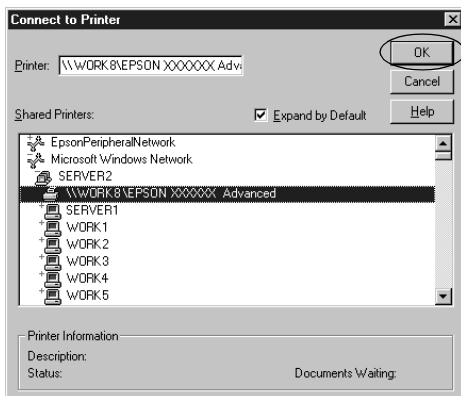 Connect to Printer
Printer: \\WORK8\EPSON XXXXXX Adv
OK
Cancel
Help
Shared Printers:
Expand by Default
EpsonPeripheralNetwork
Microsoft Windows Network
SERVER2
\\WORK8\EPSON XXXXXX Advanced
SERVER1
WORK1
WORK2
WORK3
WORK4
WORK5
Printer Information
Description:
Status:
Documents Waiting: